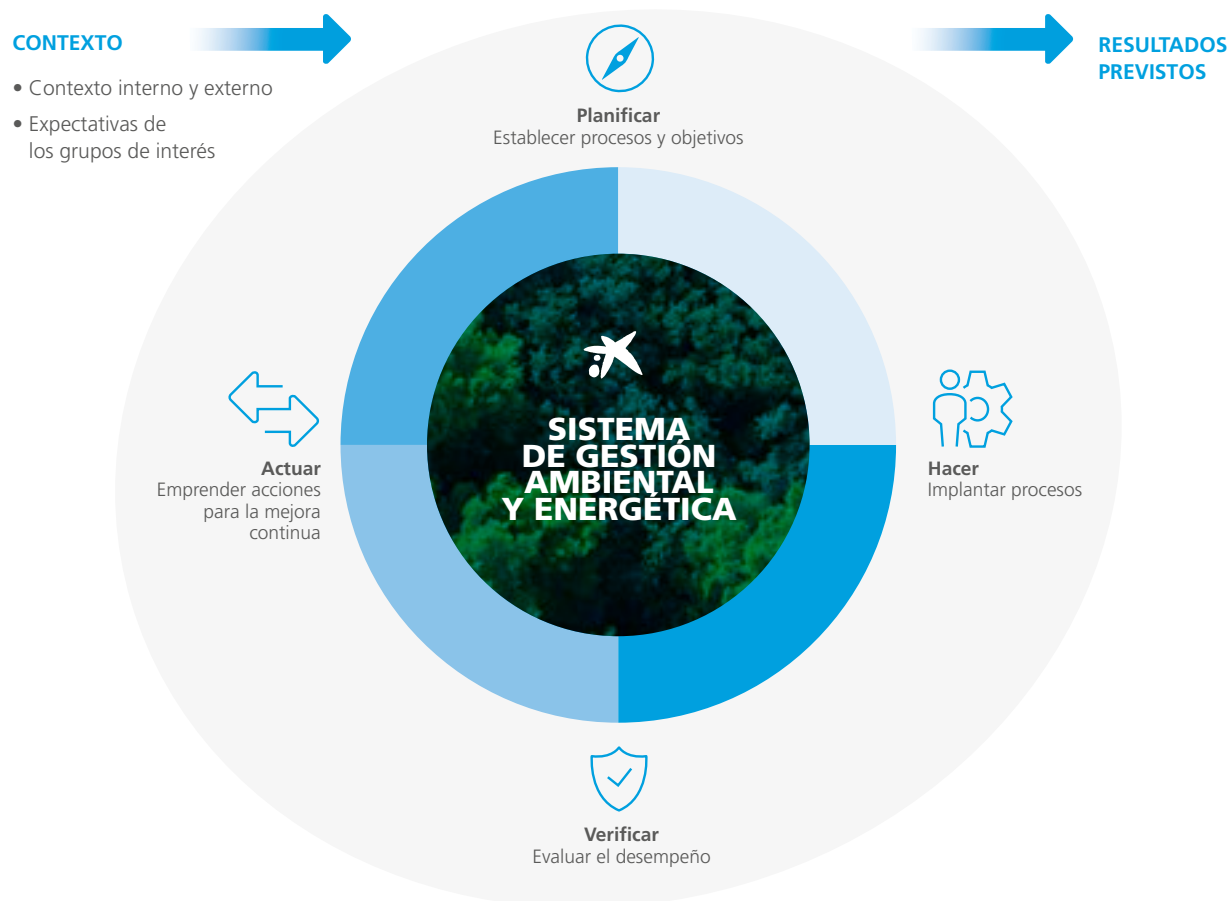 CONTEXTO
• Contexto interno y externo
• Expectativas de
los grupos de interés
RESULTADOS
PREVISTOS
Planificar
Establecer procesos y objetivos
SISTEMA
DE GESTIÓN
AMBIENTAL
Y ENERGÉTICA
Actuar
Emprender acciones
para la mejora
continua
Hacer
Implantar procesos
Verificar
Evaluar el desempeño